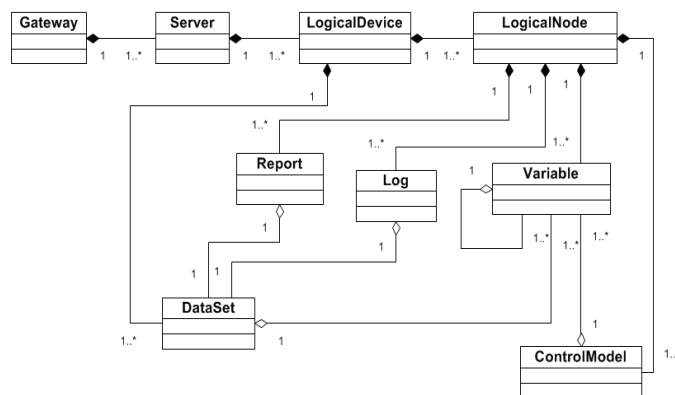 Gateway
Server
LogicalDevice
LogicalNode
1 1..* 1 1..* 1 1..* 1
1 1 1 1
1..* 1..* 1..*
Report
Log
Variable
1
1 1
1..* 1..* 1..*
1 1
DataSet
1..* 1 1
ControlModel
1..